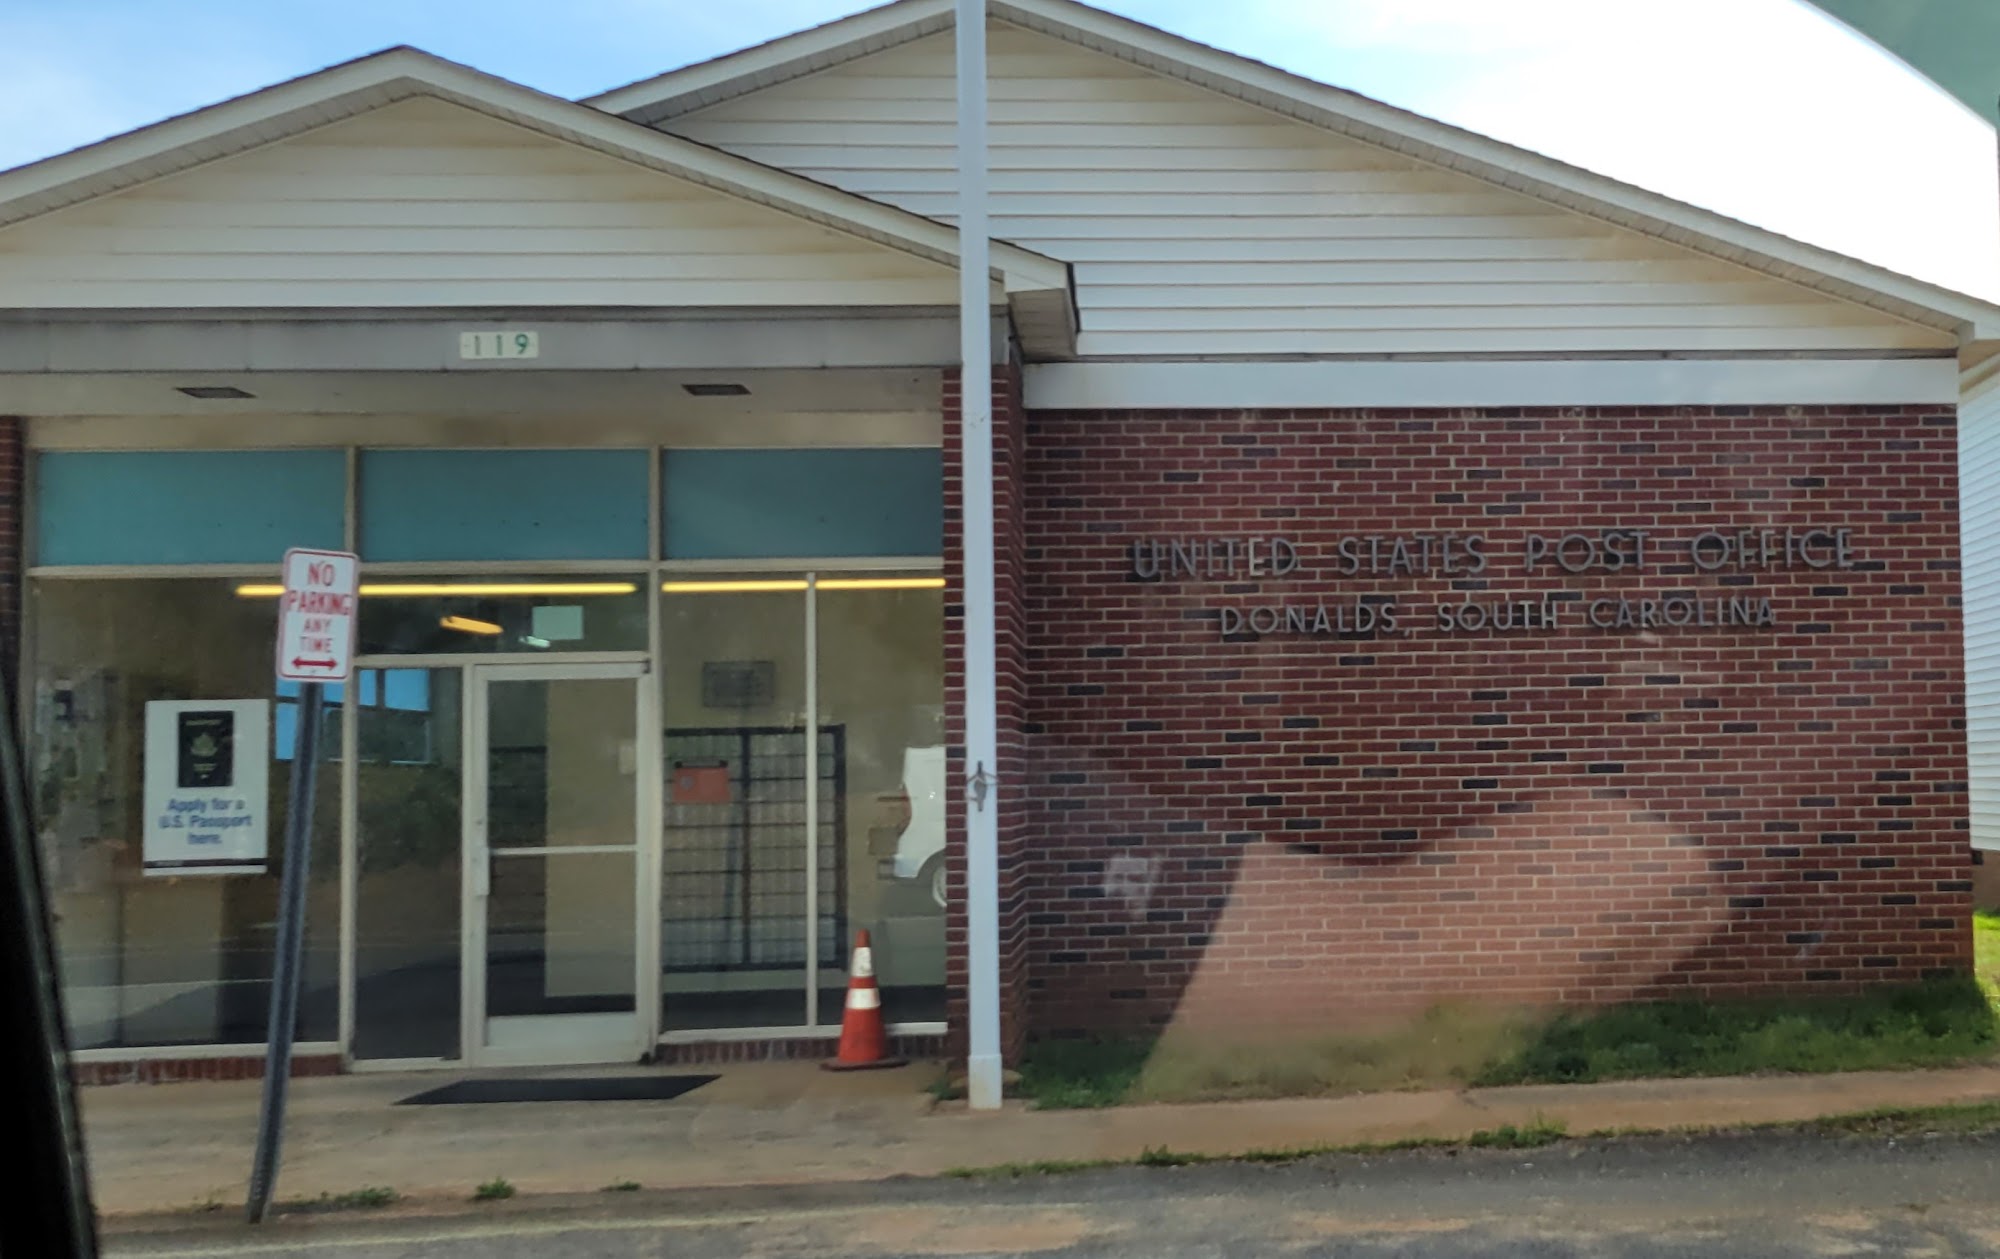 119
UNITED STATES POST OFFICE
DONALDS, SOUTH CAROLINA
NO
PARKING
ANY
TIME
Apply for a
U.S. Passport
here.